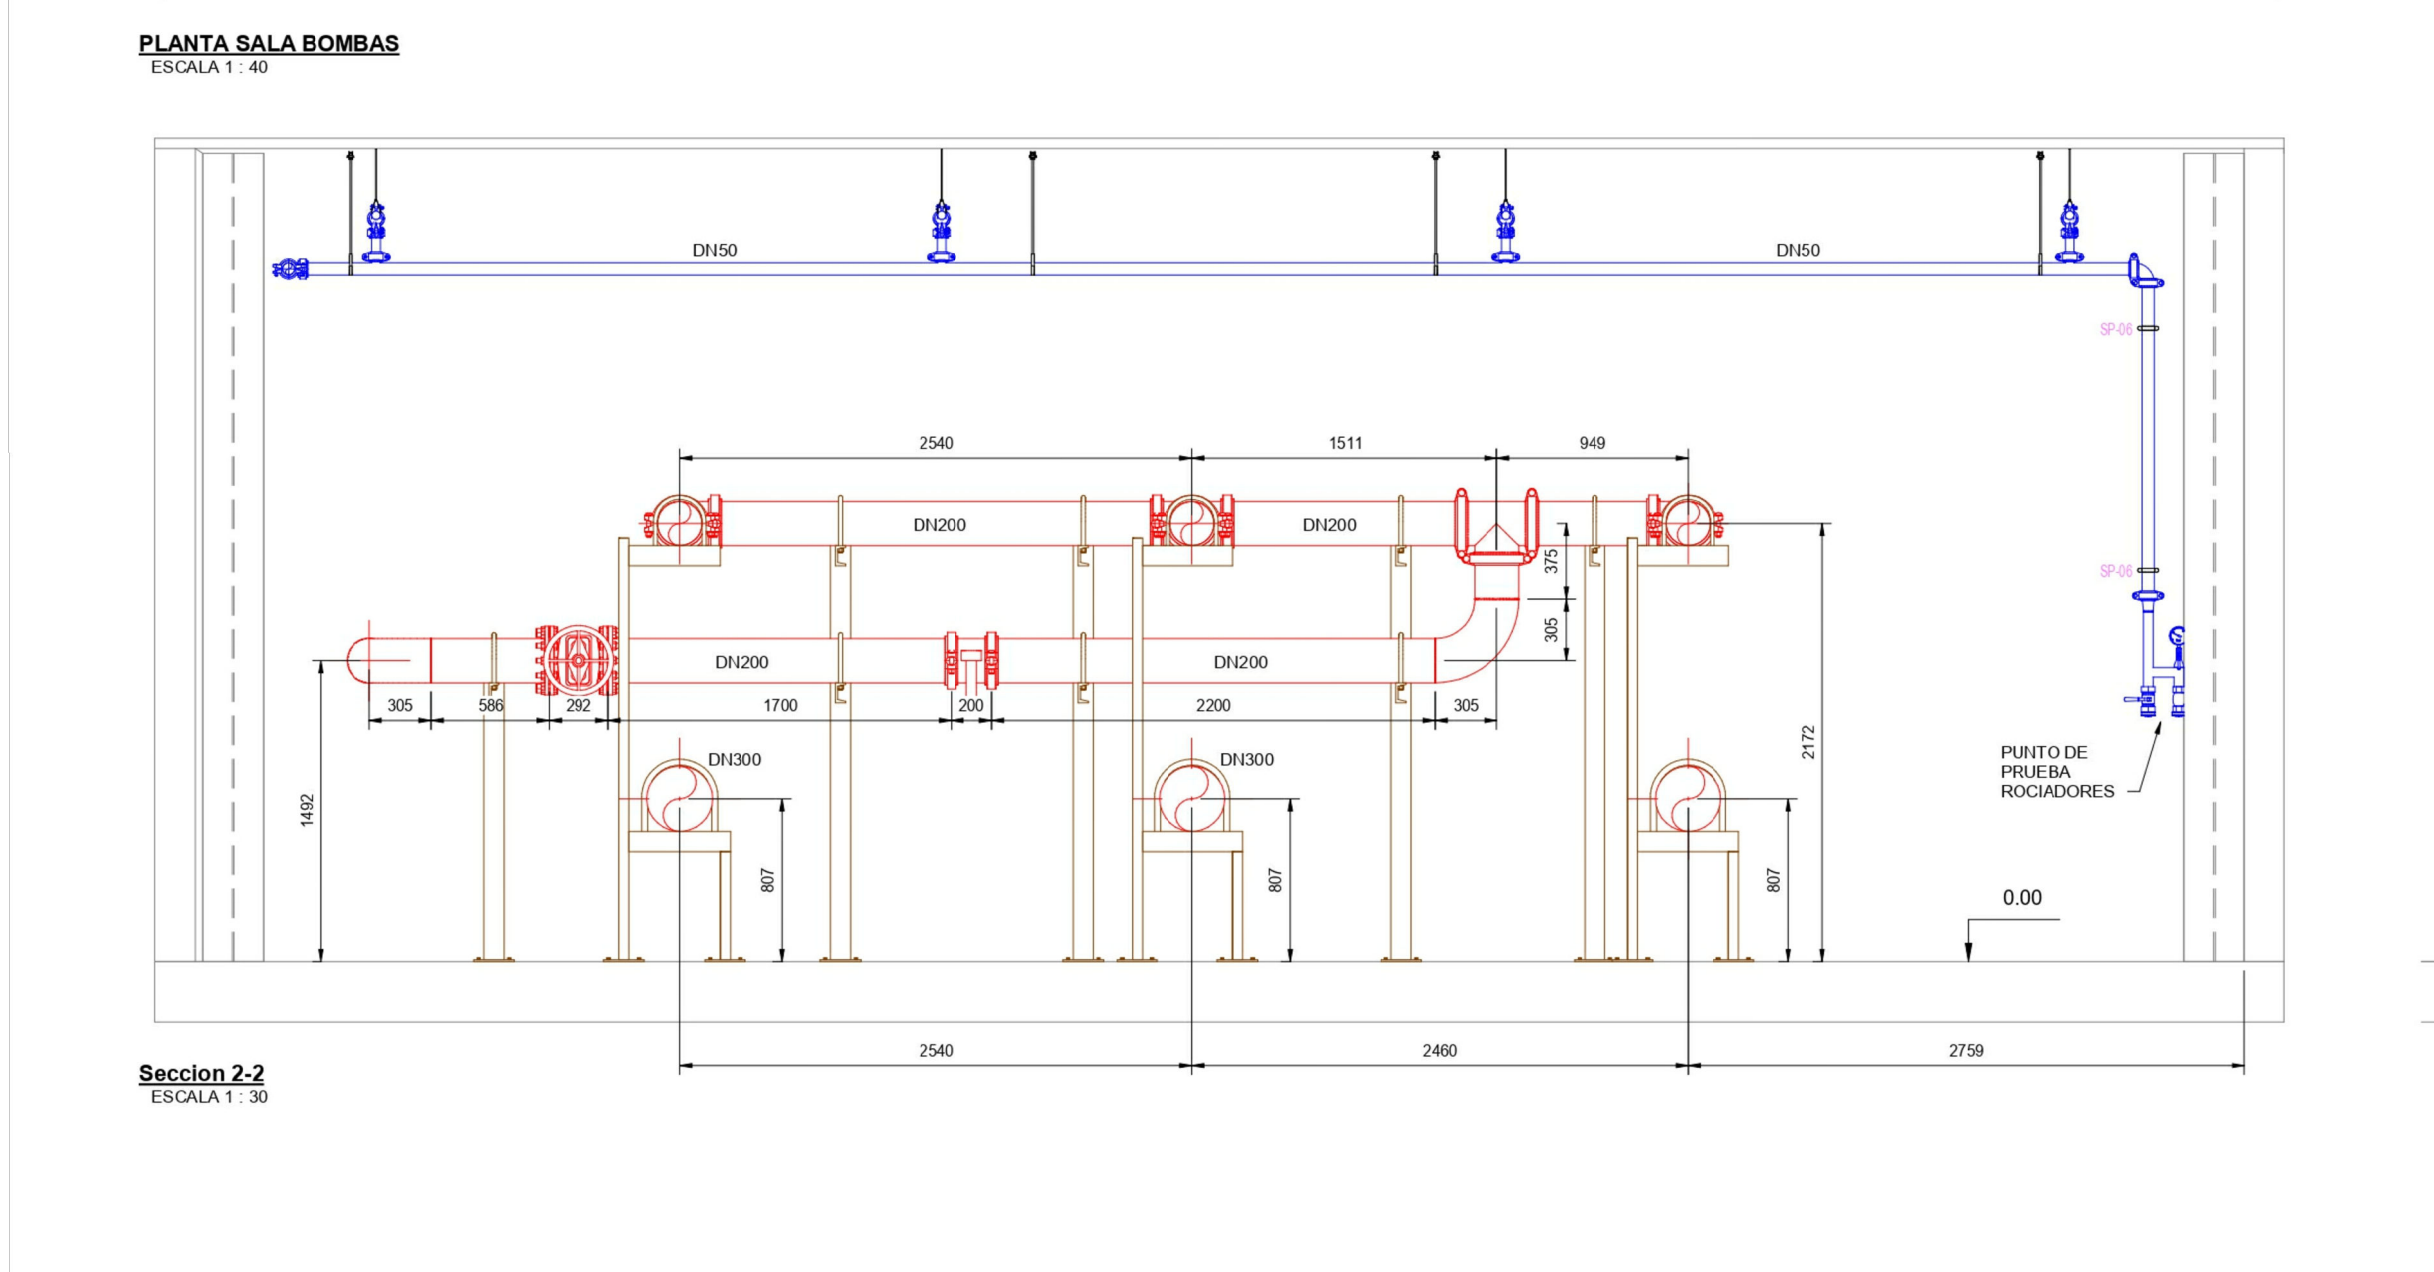 PLANTA SALA BOMBAS
ESCALA 1 : 40
DN50
DN50
SP-06
2540
1511
949
DN200
DN200
375
SP-06
305
DN200
DN200
305
586
292
1700
200
2200
305
2172
PUNTO DE
PRUEBA
ROCIADORES
DN300
DN300
1492
807
807
807
0.00
2540
2460
2759
Seccion 2-2
ESCALA 1 : 30